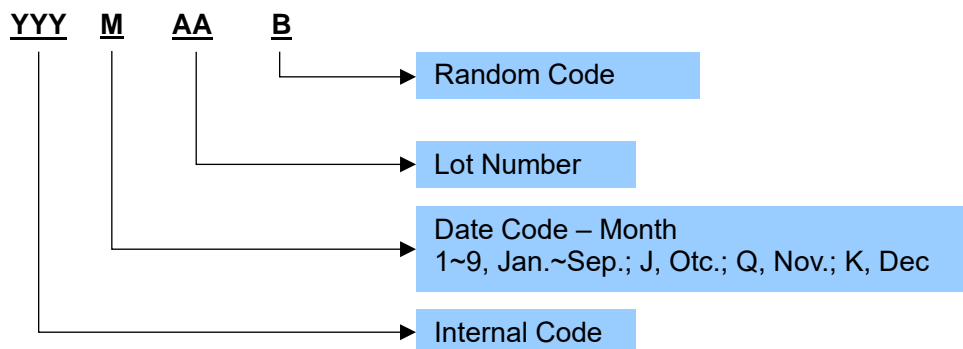 YYY M AA B
Random Code
Lot Number
Date Code – Month
1~9, Jan.~Sep.; J, Otc.; Q, Nov.; K, Dec
Internal Code